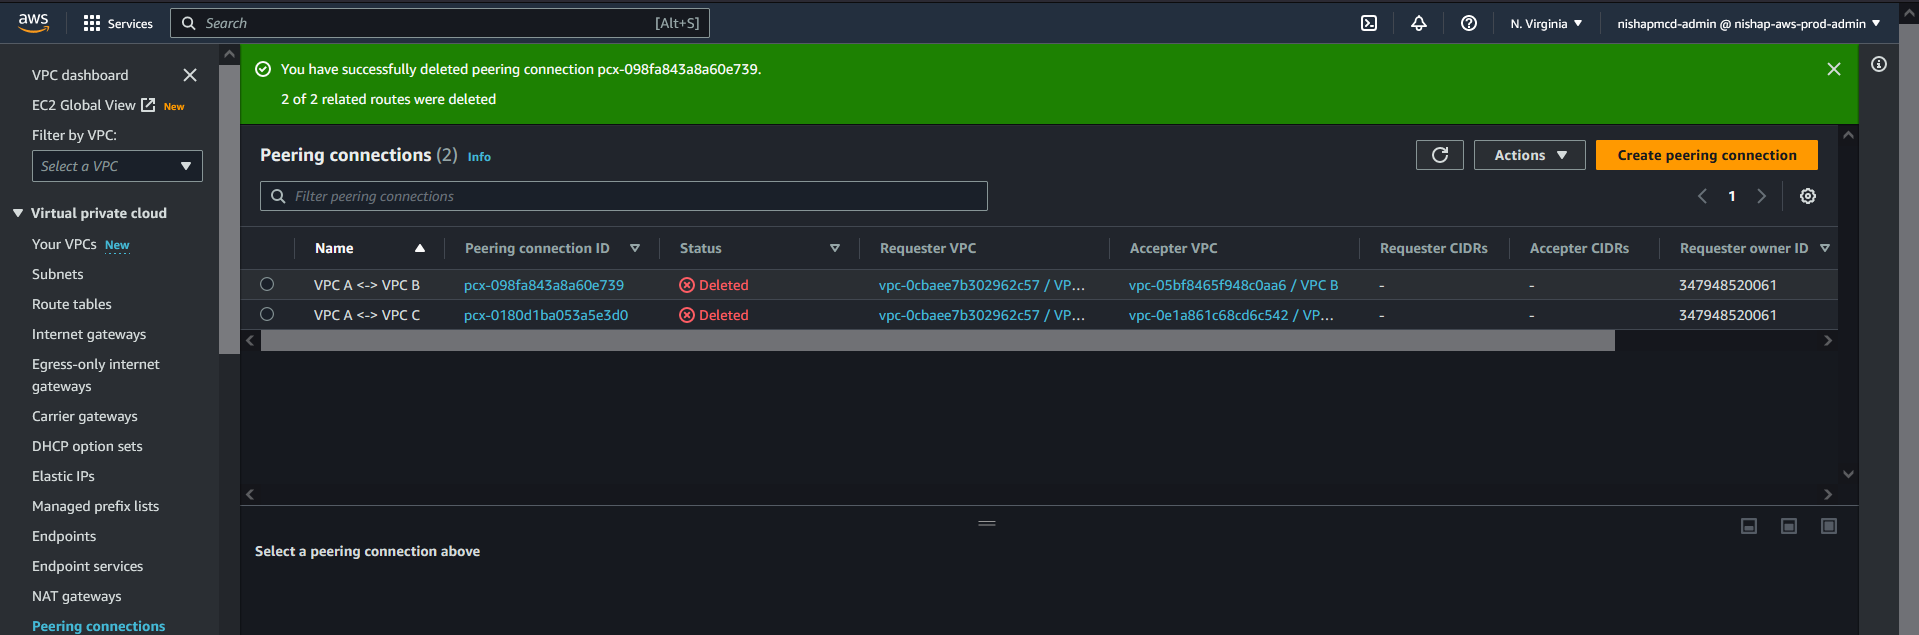 aws
Services
Search
[Alt+S]
N. Virginia
nishapmcd-admin @ nishap-aws-prod-admin
VPC dashboard
EC2 Global View New
Filter by VPC:
Select a VPC
Virtual private cloud
Your VPCs New
Subnets
Route tables
Internet gateways
Egress-only internet
gateways
Carrier gateways
DHCP option sets
Elastic IPs
Managed prefix lists
Endpoints
Endpoint services
NAT gateways
Peering connections
You have successfully deleted peering connection pcx-098fa843a8a60e739.
2 of 2 related routes were deleted
Peering connections (2) Info
Actions
Create peering connection
Filter peering connections
1
Name Peering connection ID Status Requester VPC Accepter VPC Requester CIDRs Accepter CIDRs Requester owner ID
VPC A <-> VPC B pcx-098fa843a8a60e739 Deleted vpc-0cbaee7b302962c57 / VP... vpc-05bf8465f948c0aa6 / VPC B - - 347948520061
VPC A <-> VPC C pcx-0180d1ba053a5e3d0 Deleted vpc-0cbaee7b302962c57 / VP... vpc-0e1a861c68cd6c542 / VP... - - 347948520061
Select a peering connection above